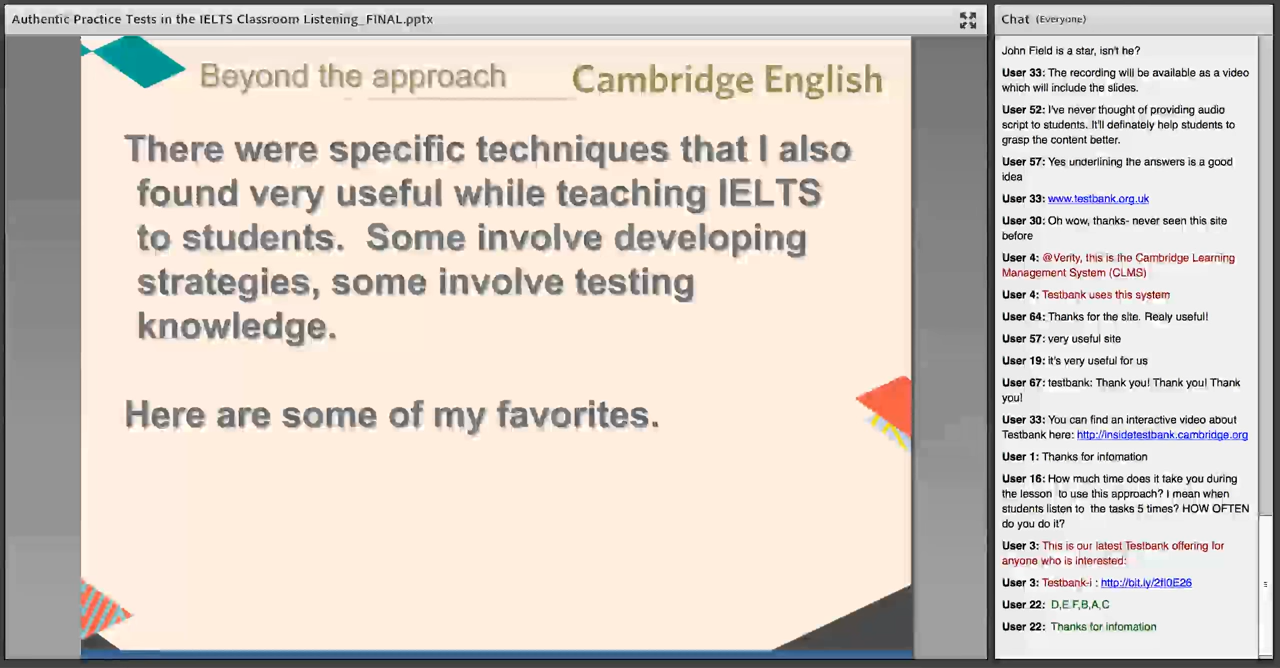 Authentic Practice Tests in the IELTS Classroom Listening_FINAL.pptx
Beyond the approach
Cambridge English
There were specific techniques that I also
found very useful while teaching IELTS
to students. Some involve developing
strategies, some involve testing
knowledge.
Here are some of my favorites.
Chat (Everyone)
John Field is a star, isn't he?
User 33: The recording will be available as a video
which will include the slides.
User 52: I've never thought of providing audio
script to students. It'll definately help students to
grasp the content better.
User 57: Yes underlining the answers is a good
idea
User 33: www.testbank.org.uk
User 30: Oh wow, thanks- never seen this site
before
User 4: @Verity, this is the Cambridge Learning
Management System (CLMS)
User 4: Testbank uses this system
User 64: Thanks for the site. Realy useful!
User 57: very useful site
User 19: it's very useful for us
User 67: testbank: Thank you! Thank you! Thank
you!
User 33: You can find an interactive video about
Testbank here: http://insidetestbank.cambridge.org
User 1: Thanks for infomation
User 16: How much time does it take you during
the lesson to use this approach? I mean when
students listen to the tasks 5 times? HOW OFTEN
do you do it?
User 3: This is our latest Testbank offering for
anyone who is interested:
User 3: Testbank-i : http://bit.ly/2fl0E26
User 22: D,E F,B,A,C
User 22: Thanks for infomation